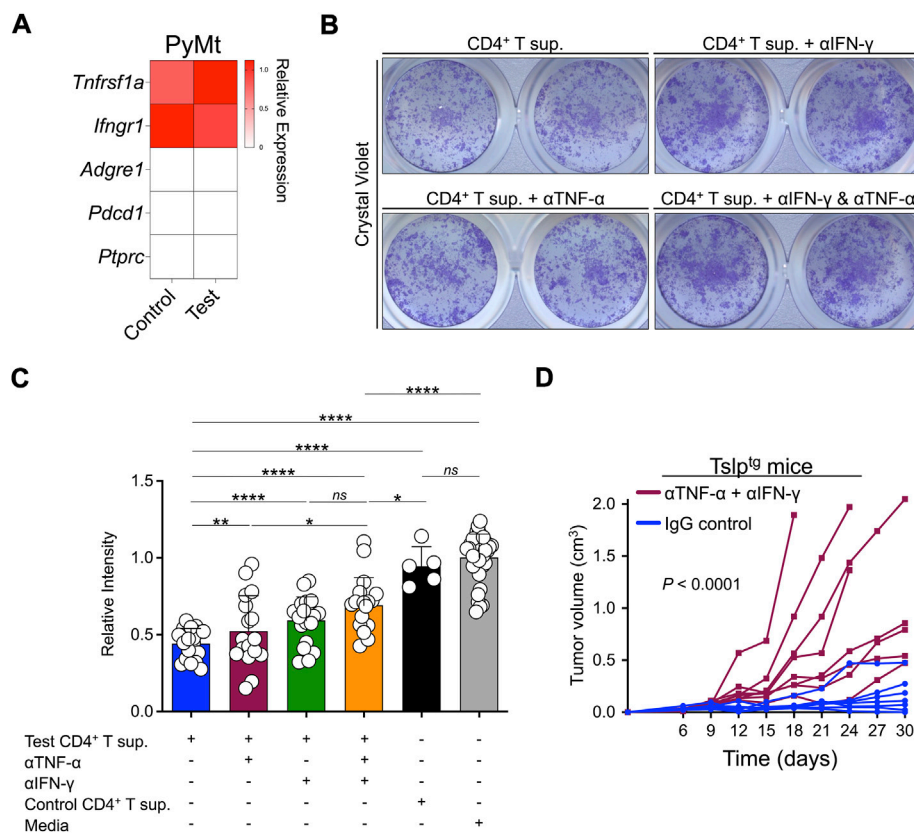 A
PyMt
Tnfrsf1a
Ifngr1
Adgre1
Pdcd1
Ptprc
Control
Test
1.0
0.5
0
Relative Expression
B
CD4⁺ T sup.
CD4⁺ T sup. + αIFN-γ
CD4⁺ T sup. + αTNF-α
CD4⁺ T sup. + αIFN-γ & αTNF-α
Crystal Violet
C
****
****
****
****
ns
****
ns
*
**
*
1.5
1.0
0.5
0.0
Relative Intensity
Test CD4⁺ T sup. + + + + - -
αTNF-α - + - + - -
αIFN-γ - - + + - -
Control CD4⁺ T sup. - - - - + -
Media - - - - - +
D
Tslpᵗᵍ mice
αTNF-α + αIFN-γ
IgG control
P < 0.0001
2.0
1.5
1.0
0.5
0.0
Tumor volume (cm³)
6 9 12 15 18 21 24 27 30
Time (days)